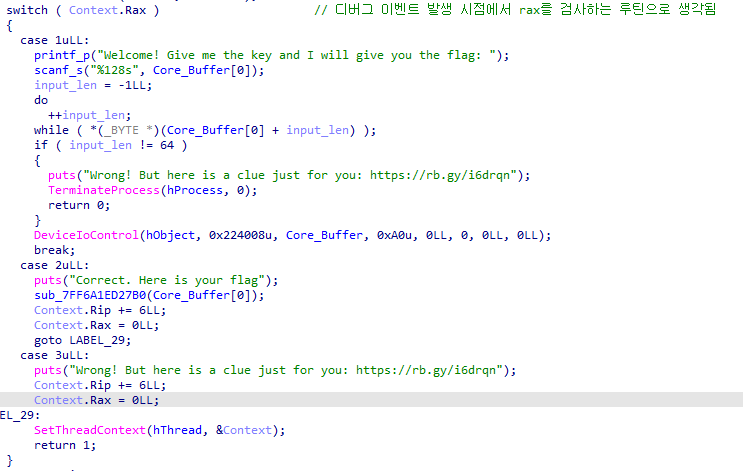 switch ( Context.Rax ) // 디버그 이벤트 발생 시점에서 rax를 검사하는 루틴으로 생각됨
{
case 1uLL:
printf_p("Welcome! Give me the key and I will give you the flag: ");
scanf_s("%128s", Core_Buffer[0]);
input_len = -1LL;
do
++input_len;
while ( *(_BYTE *)(Core_Buffer[0] + input_len) );
if ( input_len != 64 )
{
puts("Wrong! But here is a clue just for you: https://rb.gy/i6drqn");
TerminateProcess(hProcess, 0);
return 0;
}
DeviceIoControl(hObject, 0x224008u, Core_Buffer, 0xA0u, 0LL, 0, 0LL, 0LL);
break;
case 2uLL:
puts("Correct. Here is your flag");
sub_7FF6A1ED27B0(Core_Buffer[0]);
Context.Rip += 6LL;
Context.Rax = 0LL;
goto LABEL_29;
case 3uLL:
puts("Wrong! But here is a clue just for you: https://rb.gy/i6drqn");
Context.Rip += 6LL;
Context.Rax = 0LL;
EL_29:
SetThreadContext(hThread, &Context);
return 1;
}